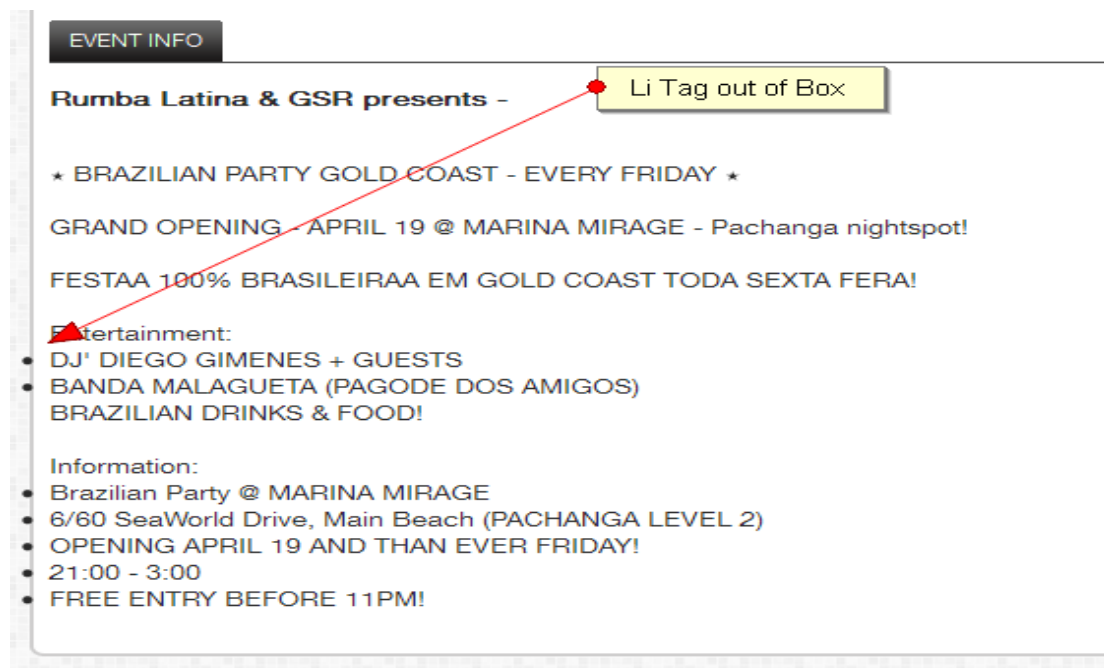 EVENT INFO
Li Tag out of Box
Rumba Latina & GSR presents -
⋆ BRAZILIAN PARTY GOLD COAST - EVERY FRIDAY ⋆
GRAND OPENING - APRIL 19 @ MARINA MIRAGE - Pachanga nightspot!
FESTAA 100% BRASILEIRAA EM GOLD COAST TODA SEXTA FERA!
Entertainment:
• DJ' DIEGO GIMENES + GUESTS
• BANDA MALAGUETA (PAGODE DOS AMIGOS)
BRAZILIAN DRINKS & FOOD!
Information:
• Brazilian Party @ MARINA MIRAGE
• 6/60 SeaWorld Drive, Main Beach (PACHANGA LEVEL 2)
• OPENING APRIL 19 AND THAN EVER FRIDAY!
• 21:00 - 3:00
• FREE ENTRY BEFORE 11PM!